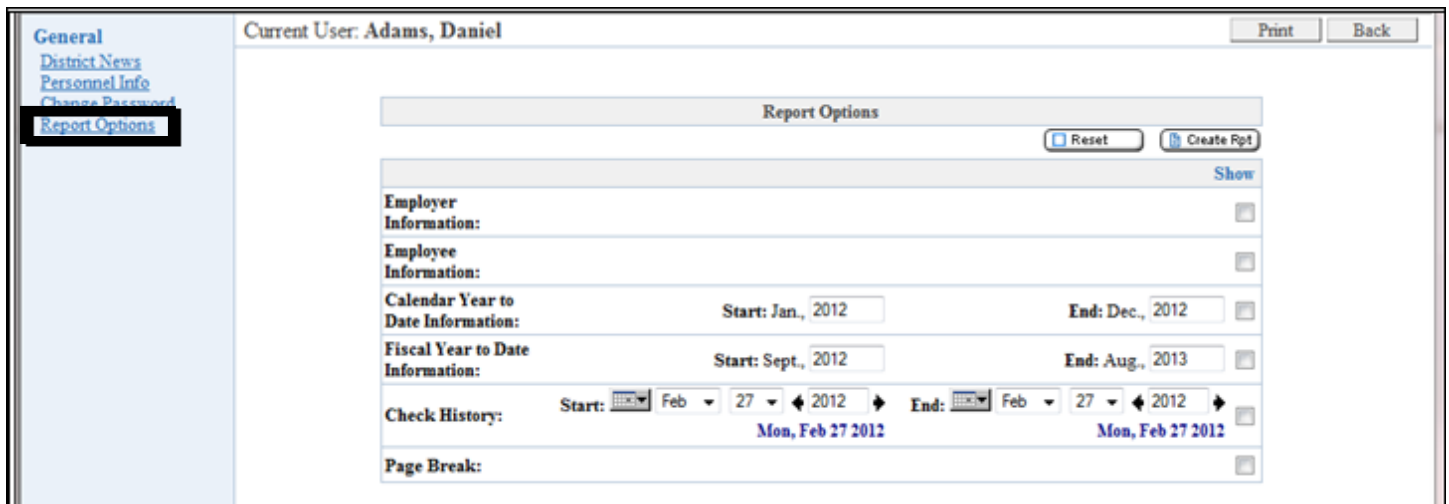 General
District News
Personnel Info
Change Password
Report Options
Current User: Adams, Daniel
Print
Back
Report Options
Reset
Create Rpt
Show
Employer
Information:
Employee
Information:
Calendar Year to
Date Information:
Start: Jan., 2012
End: Dec., 2012
Fiscal Year to Date
Information:
Start: Sept., 2012
End: Aug., 2013
Check History:
Start: Feb 27 2012
Mon, Feb 27 2012
End: Feb 27 2012
Mon, Feb 27 2012
Page Break: